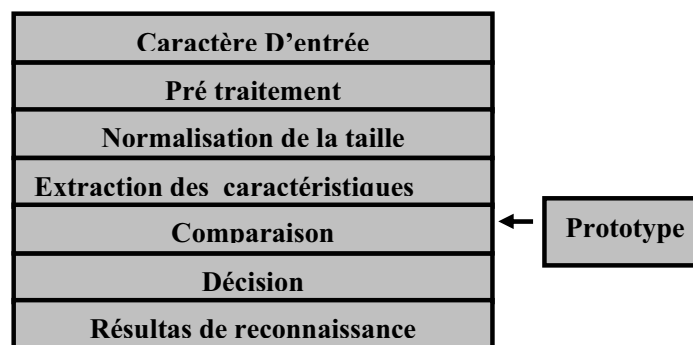 Caractère D’entrée
Pré traitement
Normalisation de la taille
Extraction des caractéristiques
Comparaison
Prototype
Décision
Résultas de reconnaissance